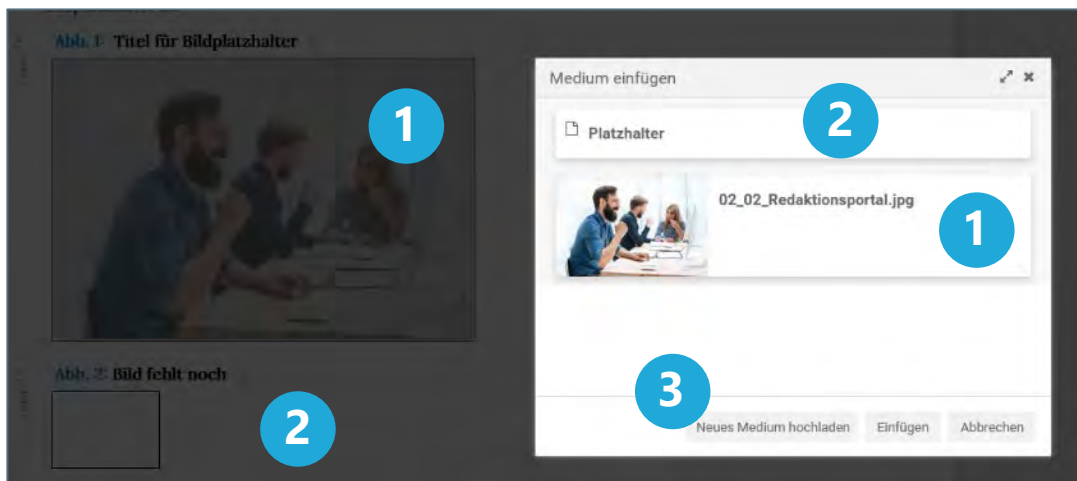 Abb. 1: Titel für Bildplatzhalter
1
Abb. 2: Bild fehlt noch
2
Medium einfügen
Platzhalter
2
02_02_Redaktionsportal.jpg
1
3
Neues Medium hochladen
Einfügen
Abbrechen